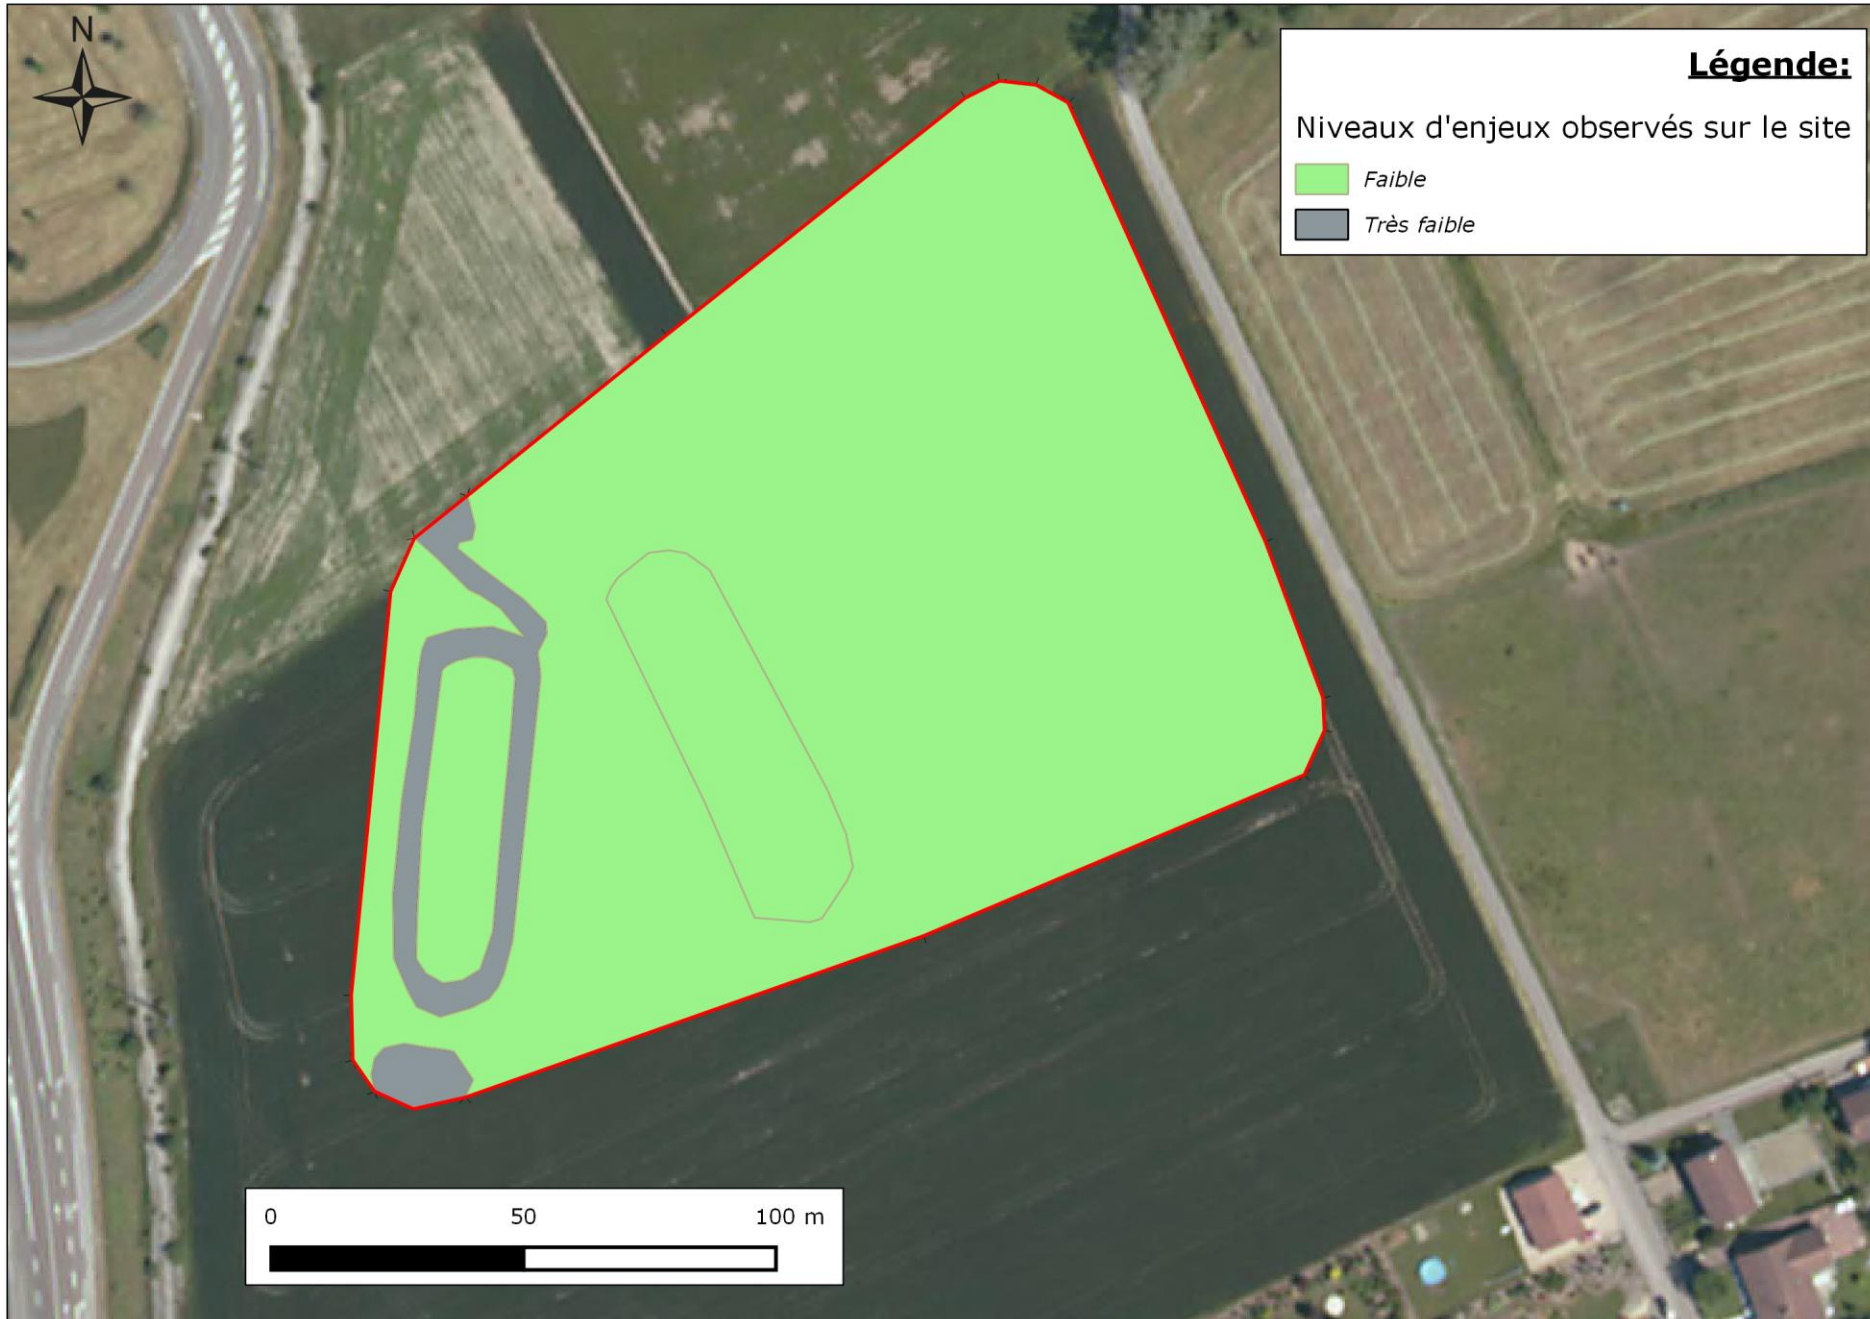 N
Légende:
Niveaux d'enjeux observés sur le site
Faible
Très faible
0 50 100 m